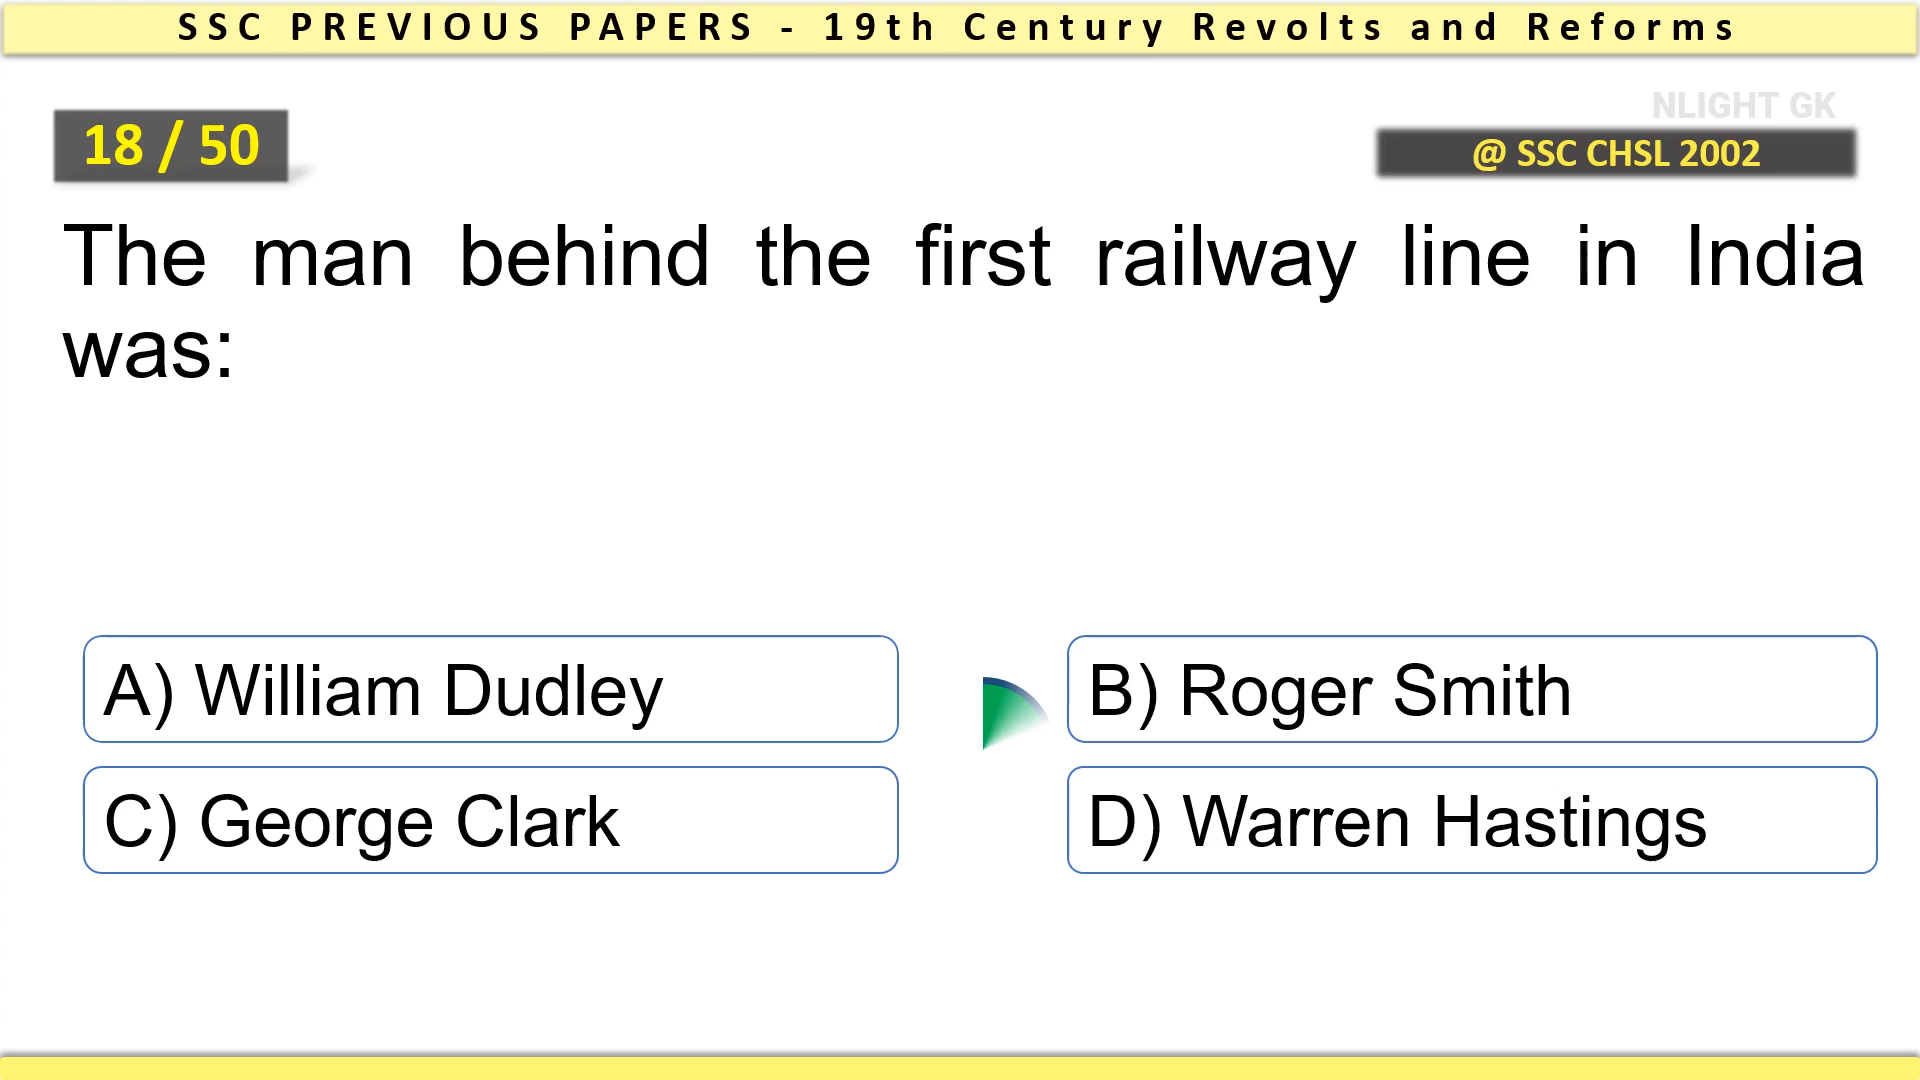 SSC PREVIOUS PAPERS - 19th Century Revolts and Reforms
NLIGHT GK
18 / 50
@ SSC CHSL 2002
The man behind the first railway line in India
was:
A) William Dudley
B) Roger Smith
C) George Clark
D) Warren Hastings